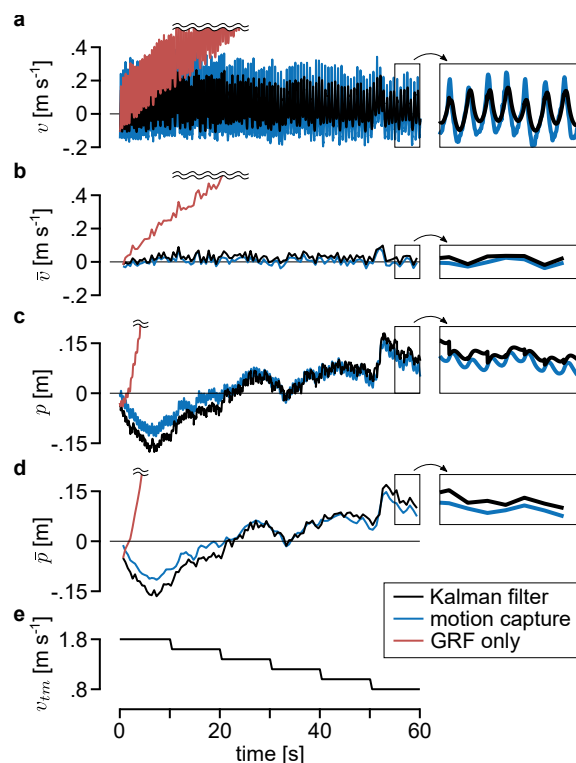 a
v [m s⁻¹]
.4
.2
0
-.2
b
v̄ [m s⁻¹]
.4
.2
0
-.2
c
p [m]
.15
0
-.15
d
p̄ [m]
.15
0
-.15
Kalman filter
motion capture
GRF only
e
v_tm [m s⁻¹]
1.8
.8
0
20
40
60
time [s]